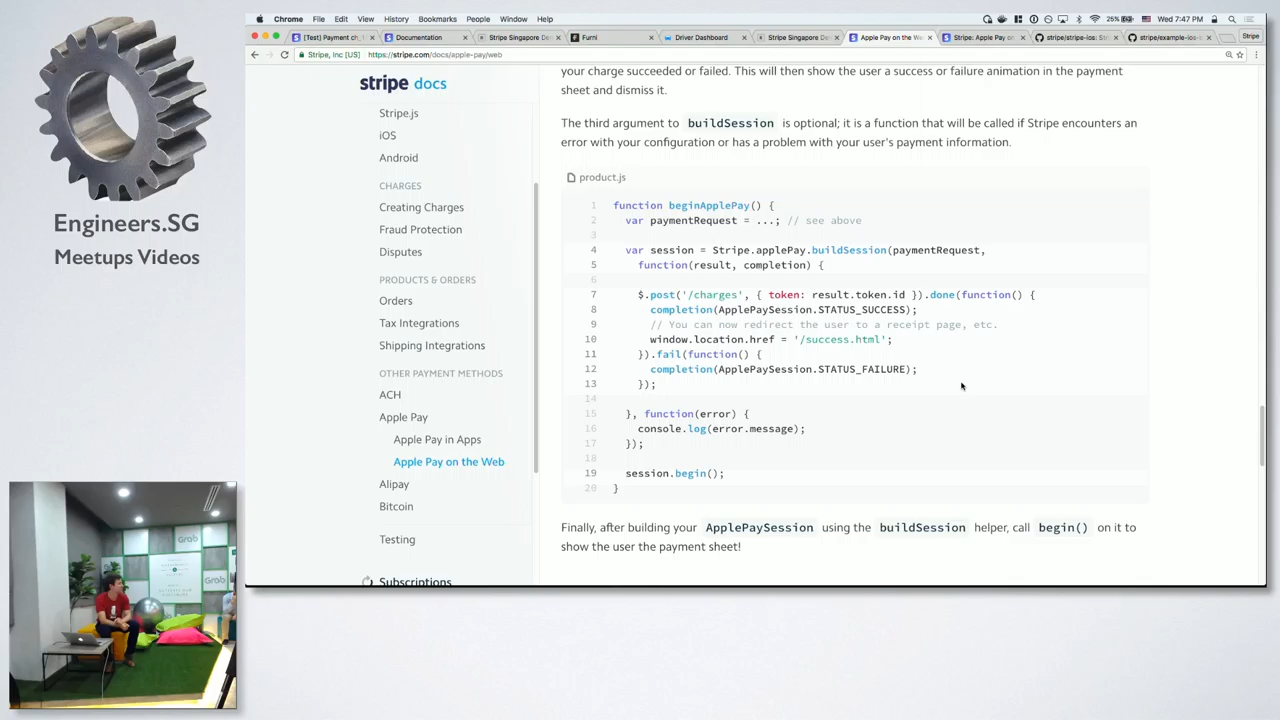 Chrome File Edit View History Bookmarks People Window Help
25% Wed 7:47 PM
[Test] Payment ch_1
Documentation
Stripe Singapore De
Furni
Driver Dashboard
Stripe Singapore De
Apple Pay on the We
Stripe: Apple Pay on
stripe/stripe-ios: St
stripe/example-ios-b
Stripe
Stripe, Inc [US] https://stripe.com/docs/apple-pay/web
Engineers.SG
Meetups Videos
stripe docs
Stripe.js
iOS
Android
CHARGES
Creating Charges
Fraud Protection
Disputes
PRODUCTS & ORDERS
Orders
Tax Integrations
Shipping Integrations
OTHER PAYMENT METHODS
ACH
Apple Pay
Apple Pay in Apps
Apple Pay on the Web
Alipay
Bitcoin
Testing
Subscriptions
your charge succeeded or failed. This will then show the user a success or failure animation in the payment
sheet and dismiss it.
The third argument to buildSession is optional; it is a function that will be called if Stripe encounters an
error with your configuration or has a problem with your user's payment information.
product.js
1 function beginApplePay() {
2 var paymentRequest = ...; // see above
3
4 var session = Stripe.applePay.buildSession(paymentRequest,
5 function(result, completion) {
6
7 $.post('/charges', { token: result.token.id }).done(function() {
8 completion(ApplePaySession.STATUS_SUCCESS);
9 // You can now redirect the user to a receipt page, etc.
10 window.location.href = '/success.html';
11 }).fail(function() {
12 completion(ApplePaySession.STATUS_FAILURE);
13 });
14
15 }, function(error) {
16 console.log(error.message);
17 });
18
19 session.begin();
20 }
Finally, after building your ApplePaySession using the buildSession helper, call begin() on it to
show the user the payment sheet!
Grab
Grab